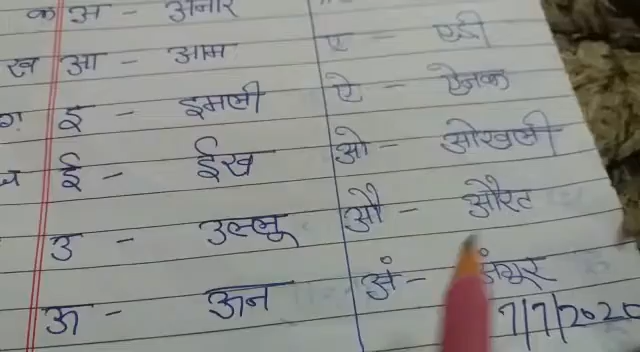 क अ - अनार
ख आ - आम
ग इ - इमली
ई - ईख
उ - उल्लू
ऊ - ऊन
ए - एडी
ऐ - ऐनक
ओ - ओखली
औ - औरत
अं - अंगूर
7/7/2020